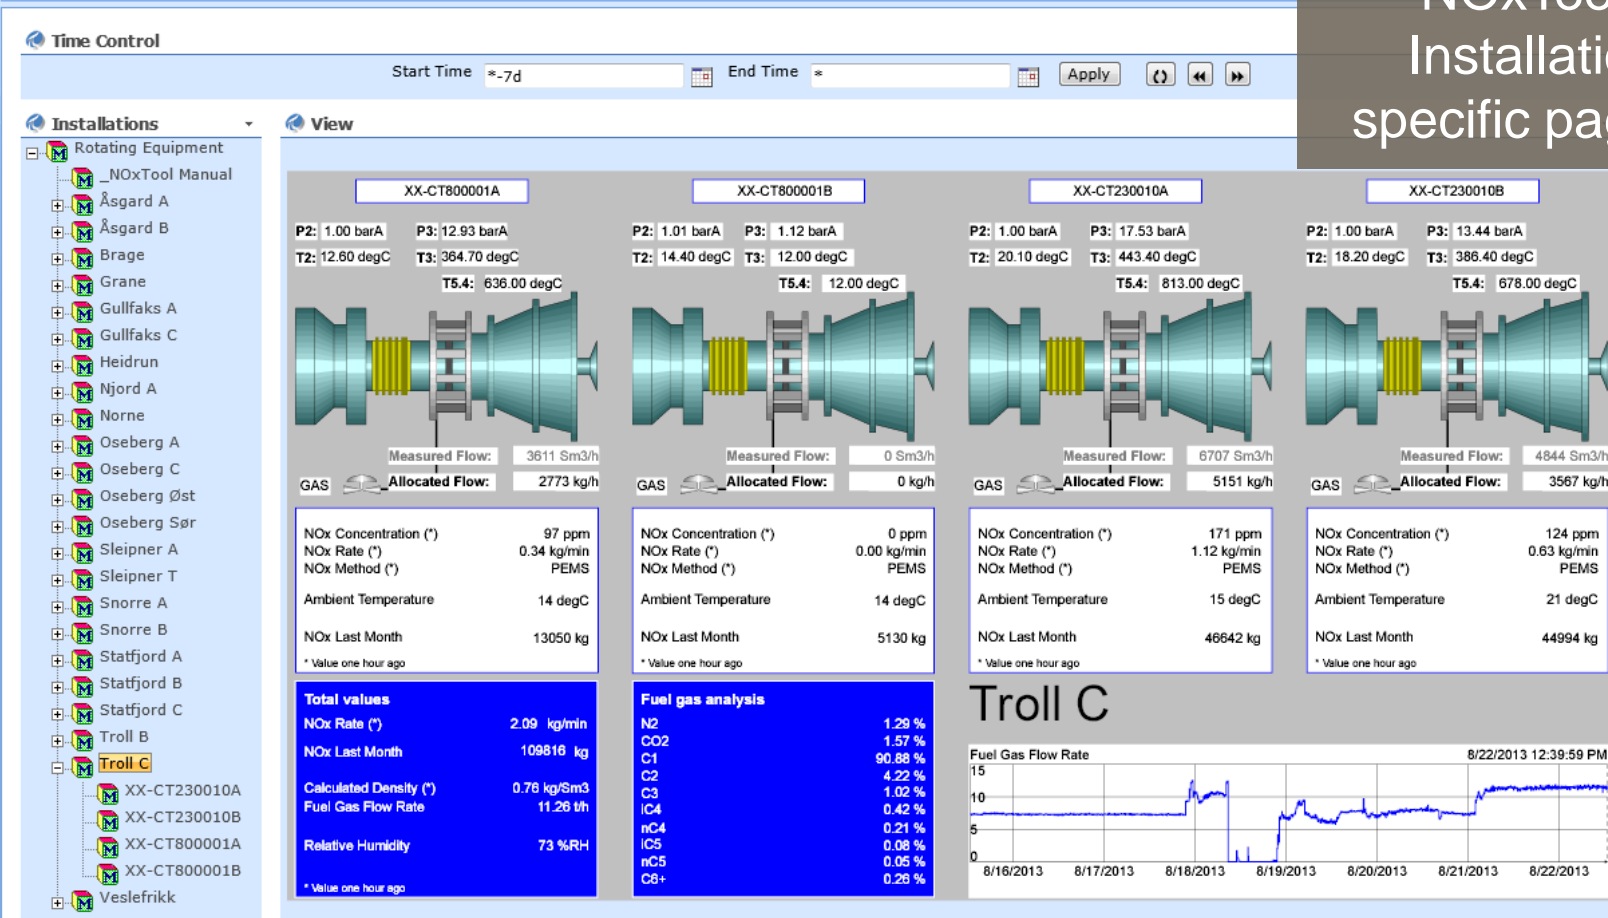 NOxTool
Installatio
specific pag
Time Control
Start Time *-7d End Time * Apply
Installations
View
Rotating Equipment
_NOxTool Manual
Åsgard A
Åsgard B
Brage
Grane
Gullfaks A
Gullfaks C
Heidrun
Njord A
Norne
Oseberg A
Oseberg C
Oseberg Øst
Oseberg Sør
Sleipner A
Sleipner T
Snorre A
Snorre B
Statfjord A
Statfjord B
Statfjord C
Troll B
Troll C
XX-CT230010A
XX-CT230010B
XX-CT800001A
XX-CT800001B
Veslefrikk
XX-CT800001A
P2: 1.00 barA P3: 12.93 barA
T2: 12.60 degC T3: 364.70 degC
T5.4: 636.00 degC
Measured Flow: 3611 Sm3/h
GAS Allocated Flow: 2773 kg/h
NOx Concentration (*) 97 ppm
NOx Rate (*) 0.34 kg/min
NOx Method (*) PEMS
Ambient Temperature 14 degC
NOx Last Month 13050 kg
* Value one hour ago
XX-CT800001B
P2: 1.01 barA P3: 1.12 barA
T2: 14.40 degC T3: 12.00 degC
T5.4: 12.00 degC
Measured Flow: 0 Sm3/h
GAS Allocated Flow: 0 kg/h
NOx Concentration (*) 0 ppm
NOx Rate (*) 0.00 kg/min
NOx Method (*) PEMS
Ambient Temperature 14 degC
NOx Last Month 5130 kg
* Value one hour ago
XX-CT230010A
P2: 1.00 barA P3: 17.53 barA
T2: 20.10 degC T3: 443.40 degC
T5.4: 813.00 degC
Measured Flow: 6707 Sm3/h
GAS Allocated Flow: 5151 kg/h
NOx Concentration (*) 171 ppm
NOx Rate (*) 1.12 kg/min
NOx Method (*) PEMS
Ambient Temperature 15 degC
NOx Last Month 46642 kg
* Value one hour ago
XX-CT230010B
P2: 1.00 barA P3: 13.44 barA
T2: 18.20 degC T3: 386.40 degC
T5.4: 678.00 degC
Measured Flow: 4844 Sm3/h
GAS Allocated Flow: 3567 kg/h
NOx Concentration (*) 124 ppm
NOx Rate (*) 0.63 kg/min
NOx Method (*) PEMS
Ambient Temperature 21 degC
NOx Last Month 44994 kg
* Value one hour ago
Total values
NOx Rate (*) 2.09 kg/min
NOx Last Month 109816 kg
Calculated Density (*) 0.76 kg/Sm3
Fuel Gas Flow Rate 11.26 t/h
Relative Humidity 73 %RH
* Value one hour ago
Fuel gas analysis
N2 1.29 %
CO2 1.57 %
C1 90.88 %
C2 4.22 %
C3 1.02 %
iC4 0.42 %
nC4 0.21 %
iC5 0.08 %
nC5 0.05 %
C6+ 0.26 %
Troll C
Fuel Gas Flow Rate 8/22/2013 12:39:59 PM
15
10
5
0
8/16/2013 8/17/2013 8/18/2013 8/19/2013 8/20/2013 8/21/2013 8/22/2013